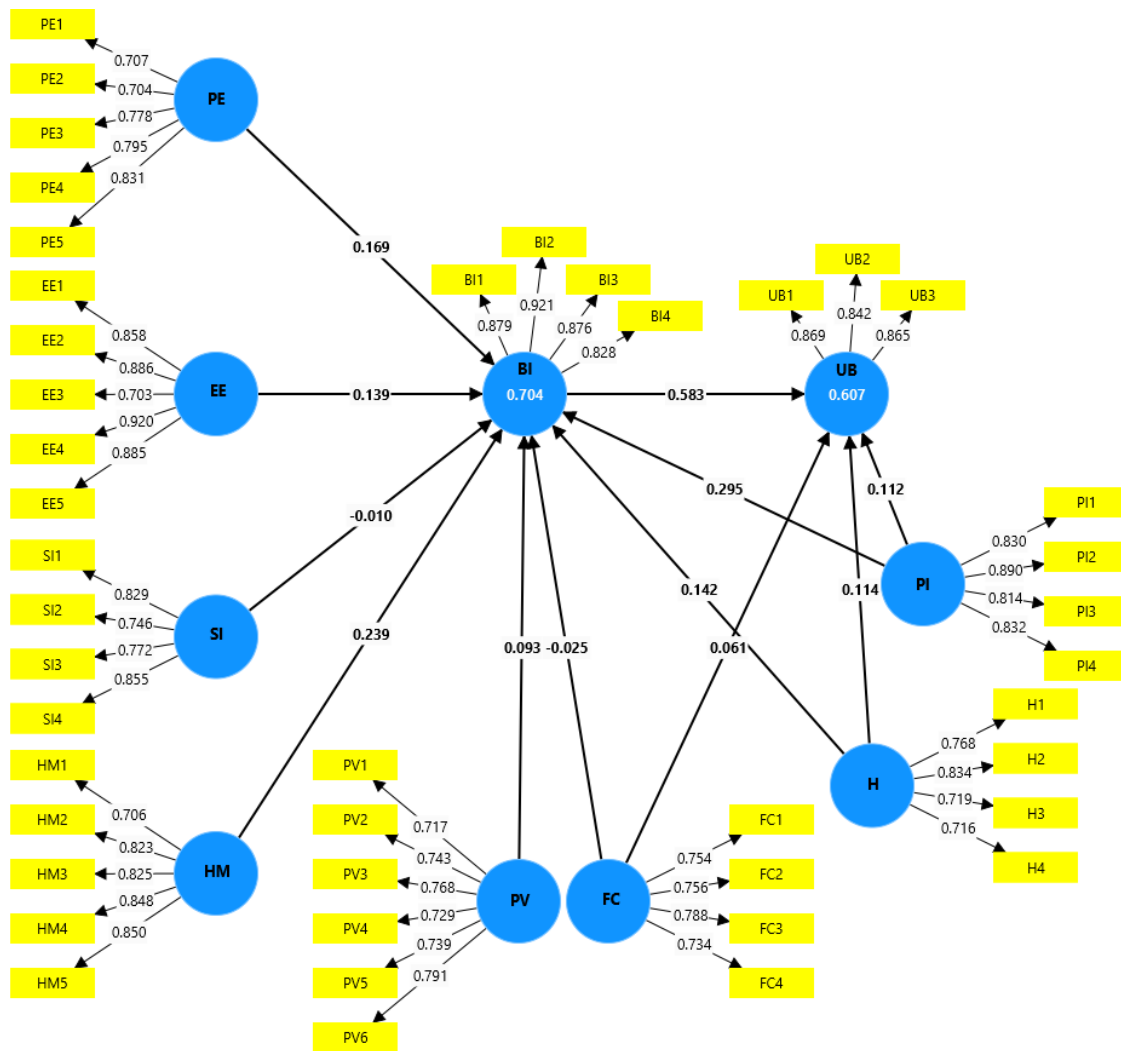 PE1
PE2
PE3
PE4
PE5
0.707
0.704
0.778
0.795
0.831
PE
0.169
EE1
EE2
EE3
EE4
EE5
0.858
0.886
0.703
0.920
0.885
EE
0.139
SI1
SI2
SI3
SI4
0.829
0.746
0.772
0.855
SI
-0.010
HM1
HM2
HM3
HM4
HM5
0.706
0.823
0.825
0.848
0.850
HM
0.239
BI1
BI2
BI3
BI4
0.879
0.921
0.876
0.828
BI
0.704
0.583
UB1
UB2
UB3
0.869
0.842
0.865
UB
0.607
0.295
0.112
PI
0.830
0.890
0.814
0.832
PI1
PI2
PI3
PI4
0.142
0.114
H
0.768
0.834
0.719
0.716
H1
H2
H3
H4
0.093
-0.025
0.061
PV1
PV2
PV3
PV4
PV5
PV6
0.717
0.743
0.768
0.729
0.739
0.791
PV
FC
0.754
0.756
0.788
0.734
FC1
FC2
FC3
FC4